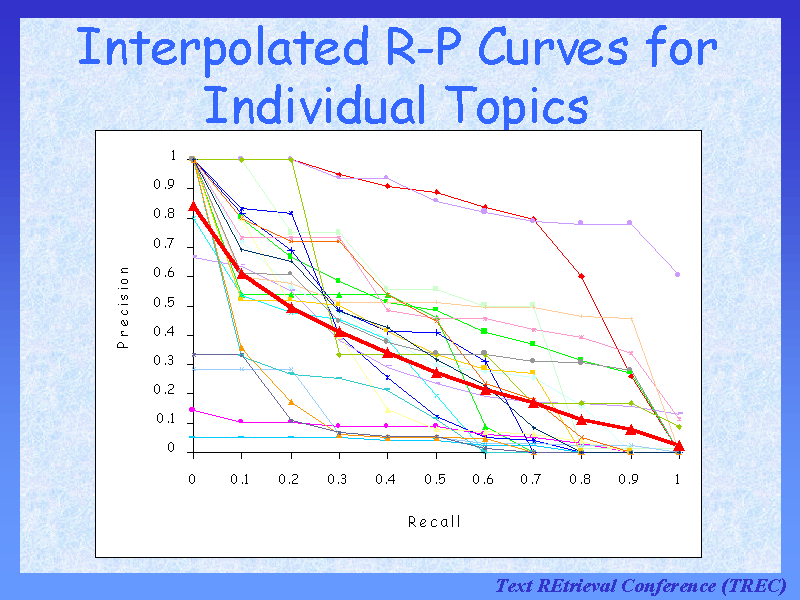 Interpolated R-P Curves for
Individual Topics
1
0.9
0.8
0.7
0.6
0.5
0.4
0.3
0.2
0.1
0
Precision
0 0.1 0.2 0.3 0.4 0.5 0.6 0.7 0.8 0.9 1
Recall
Text REtrieval Conference (TREC)